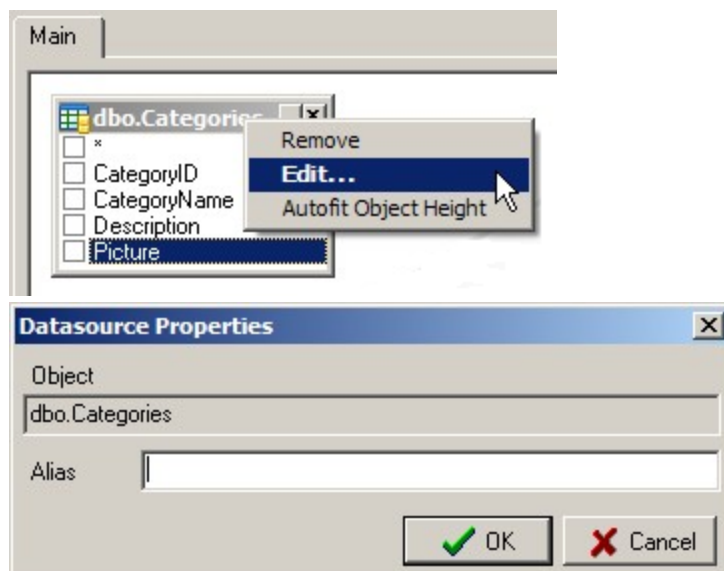 Main
dbo.Categories
*
CategoryID
CategoryName
Description
Picture
Remove
Edit...
Autofit Object Height
Datasource Properties
Object
dbo.Categories
Alias
OK
Cancel